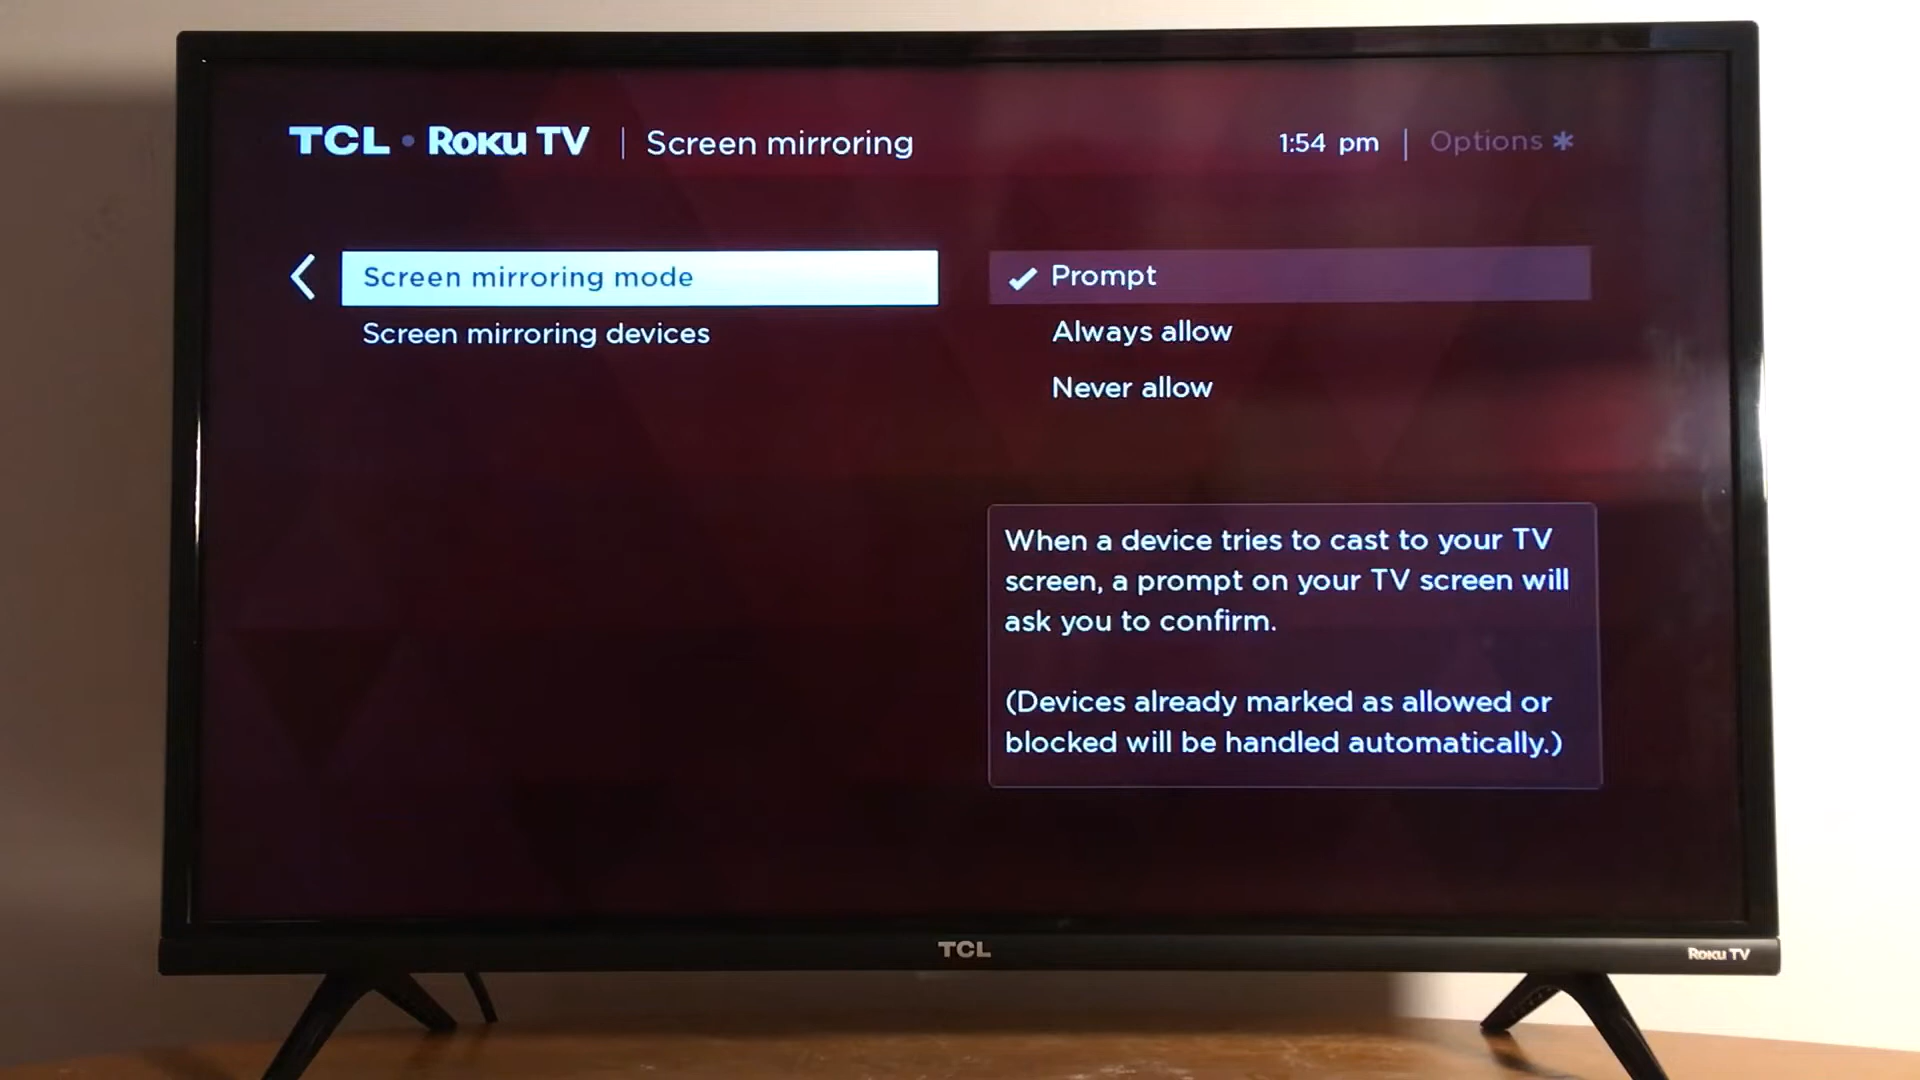 TCL • Roku TV | Screen mirroring
1:54 pm | Options *
Screen mirroring mode
Screen mirroring devices
Prompt
Always allow
Never allow
When a device tries to cast to your TV
screen, a prompt on your TV screen will
ask you to confirm.
(Devices already marked as allowed or
blocked will be handled automatically.)
TCL
Roku TV